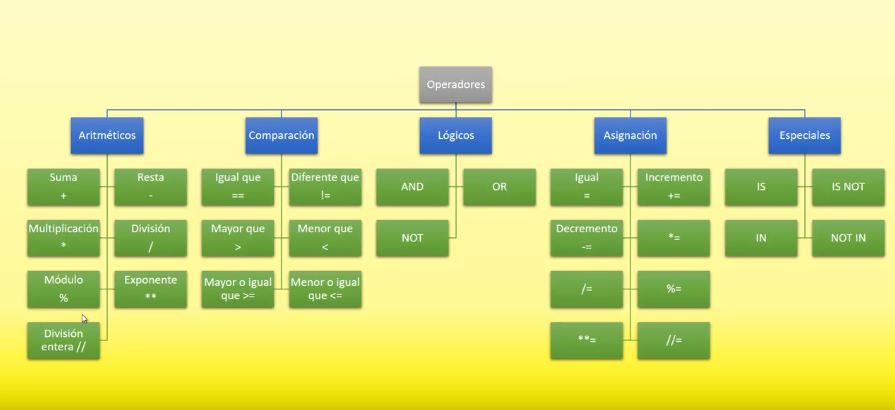 Operadores
Aritméticos
Comparación
Lógicos
Asignación
Especiales
Suma
+
Resta
-
Multiplicación
*
División
/
Módulo
%
Exponente
**
División
entera //
Igual que
==
Diferente que
!=
Mayor que
>
Menor que
<
Mayor o igual
que >=
Menor o igual
que <=
AND
OR
NOT
Igual
=
Incremento
+=
Decremento
-=
*=
/=
%=
**=
//=
IS
IS NOT
IN
NOT IN